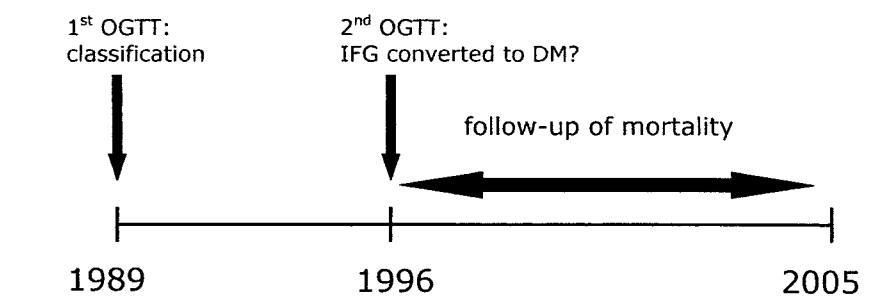 1st OGTT:
classification
2nd OGTT:
IFG converted to DM?
follow-up of mortality
1989
1996
2005